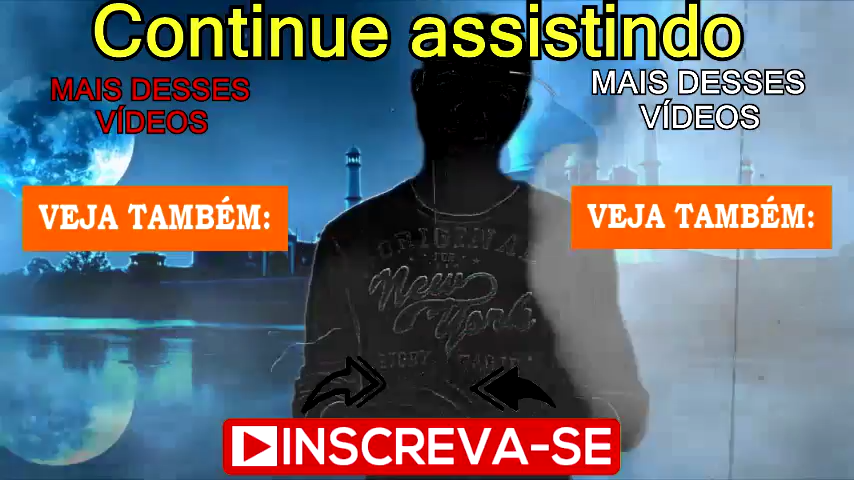 Continue assistindo
MAIS DESSES
VÍDEOS
MAIS DESSES
VÍDEOS
VEJA TAMBÉM:
VEJA TAMBÉM:
ORIGINAL
New
York
INSCREVA-SE